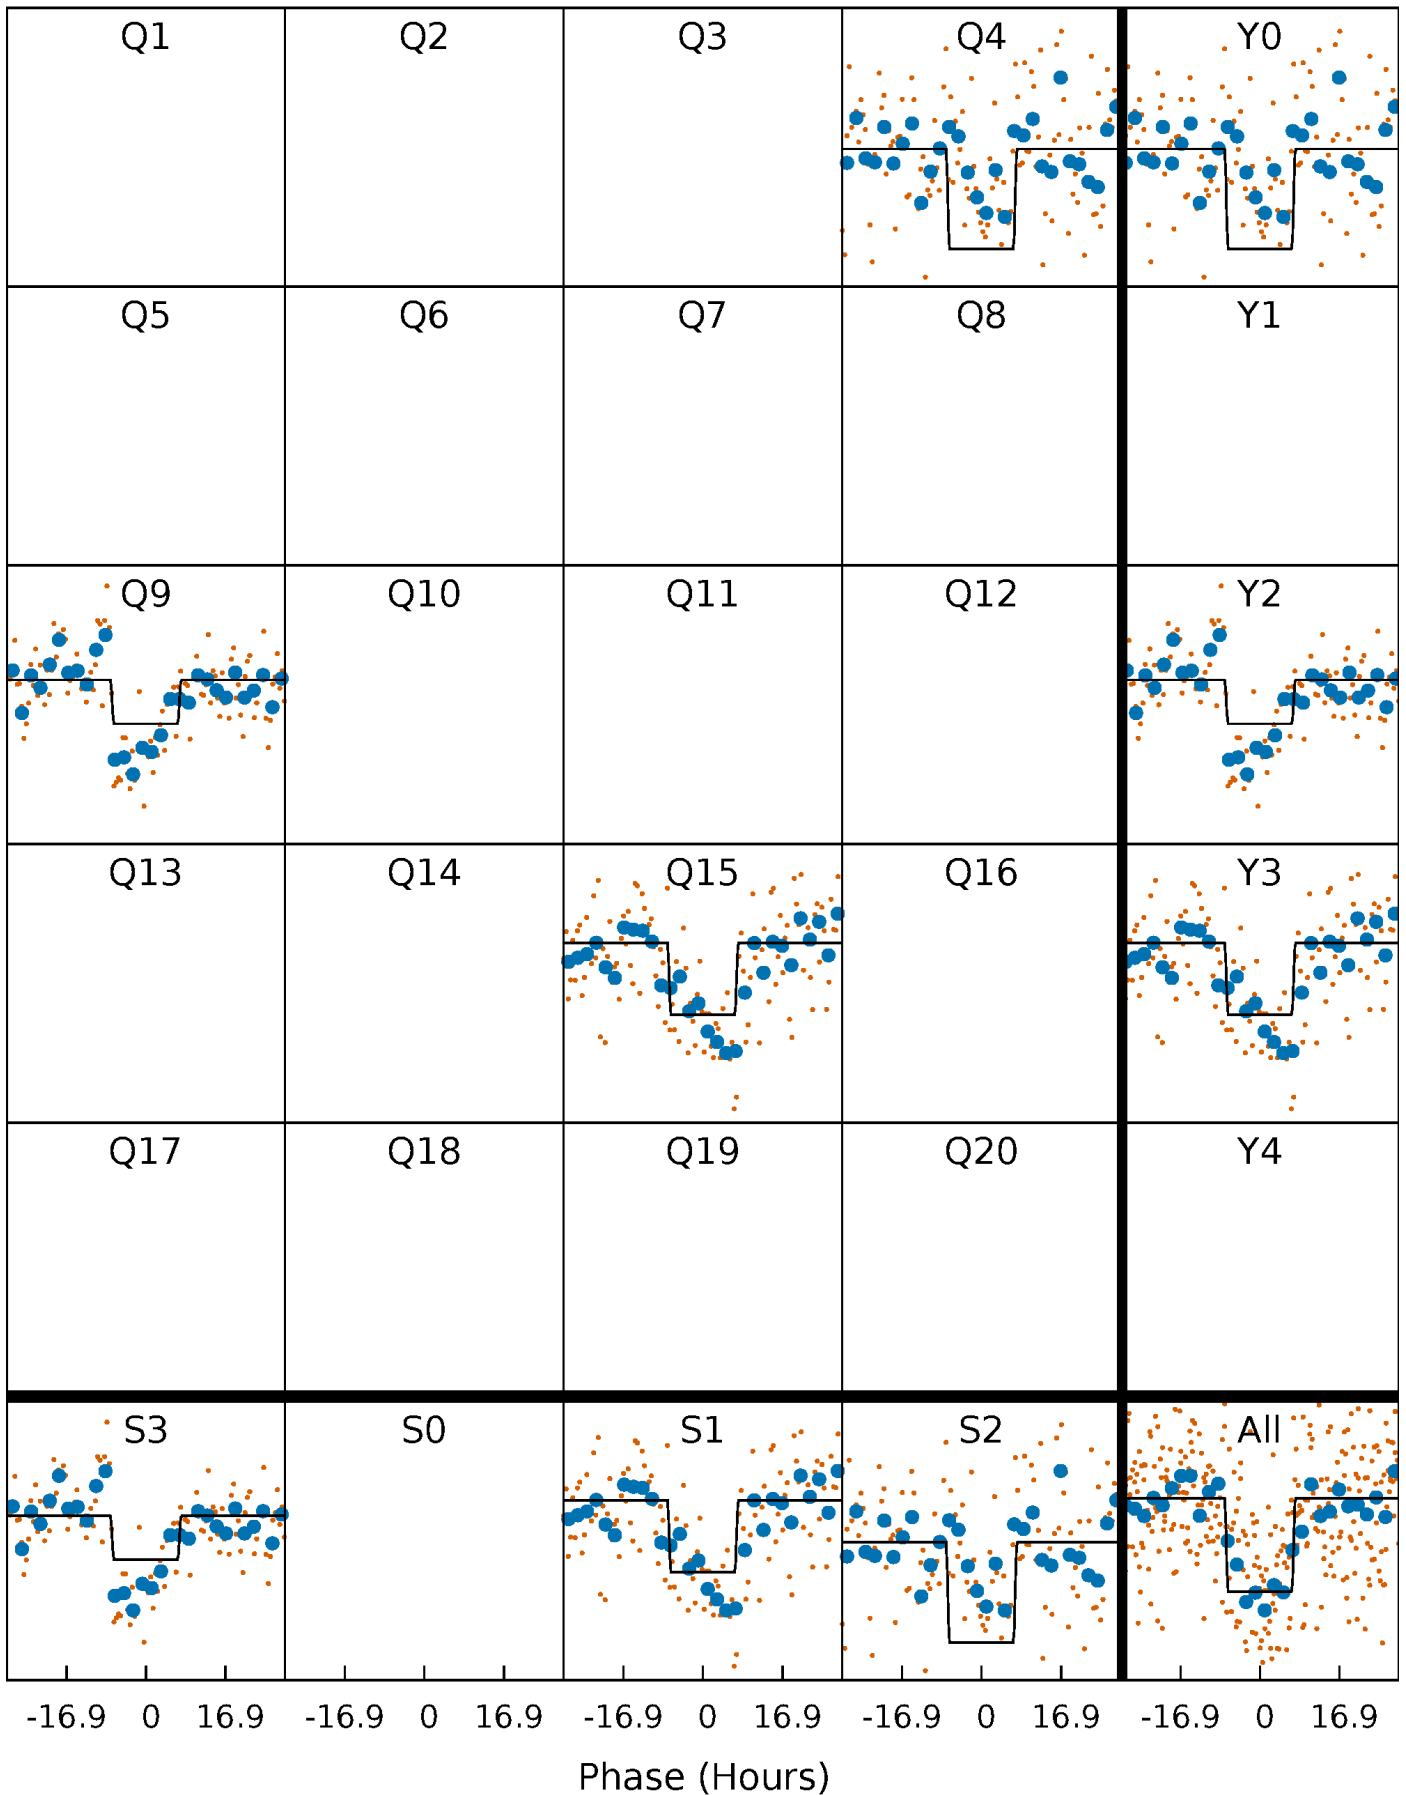 Q1 Q2 Q3 Q4 Y0
Q5 Q6 Q7 Q8 Y1
Q9 Q10 Q11 Q12 Y2
Q13 Q14 Q15 Q16 Y3
Q17 Q18 Q19 Q20 Y4
S3 S0 S1 S2 All
-16.9 0 16.9 -16.9 0 16.9 -16.9 0 16.9 -16.9 0 16.9 -16.9 0 16.9
Phase (Hours)